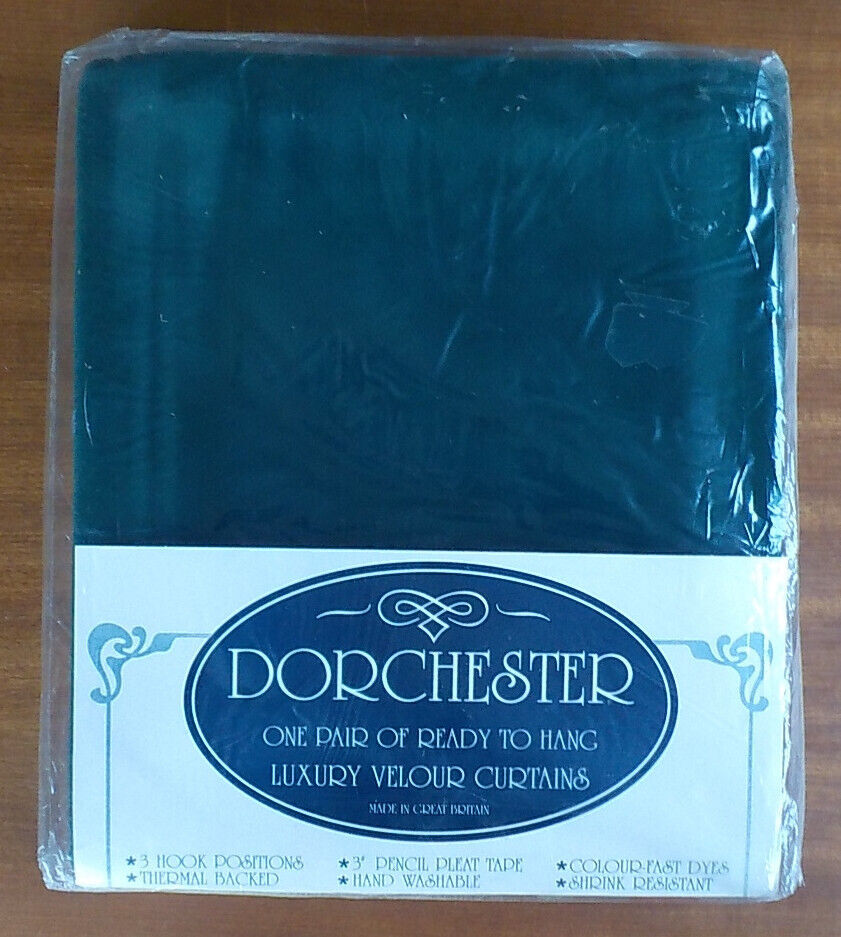 DORCHESTER
ONE PAIR OF READY TO HANG
LUXURY VELOUR CURTAINS
MADE IN GREAT BRITAIN
*3 HOOK POSITIONS *3" PENCIL PLEAT TAPE *COLOUR-FAST DYES
*THERMAL BACKED *HAND WASHABLE *SHRINK RESISTANT